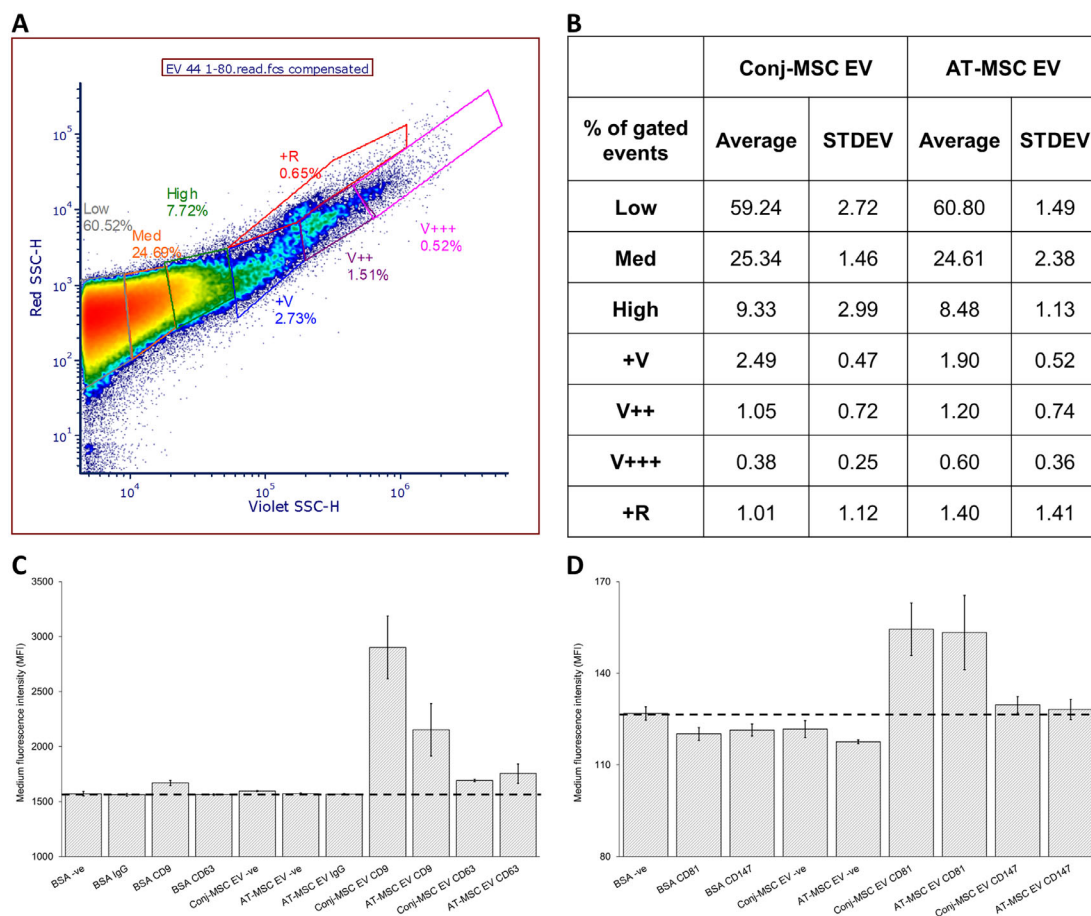 A
EV 44 1-80.read.fcs compensated
Red SSC-H
10⁵
10⁴
10³
10²
10¹
+R
0.65%
High
7.72%
Low
60.52%
Med
24.69%
V+++
0.52%
V++
1.51%
+V
2.73%
10⁴
10⁵
10⁶
Violet SSC-H
B
Conj-MSC EV AT-MSC EV
% of gated events Average STDEV Average STDEV
Low 59.24 2.72 60.80 1.49
Med 25.34 1.46 24.61 2.38
High 9.33 2.99 8.48 1.13
+V 2.49 0.47 1.90 0.52
V++ 1.05 0.72 1.20 0.74
V+++ 0.38 0.25 0.60 0.36
+R 1.01 1.12 1.40 1.41
C
Medium fluorescence intensity (MFI)
3500
3000
2500
2000
1500
1000
BSA -ve
BSA IgG
BSA CD9
BSA CD63
Conj-MSC EV -ve
AT-MSC EV -ve
AT-MSC EV IgG
Conj-MSC EV CD9
AT-MSC EV CD9
Conj-MSC EV CD63
AT-MSC EV CD63
D
Medium fluorescence intensity (MFI)
170
140
110
80
BSA -ve
BSA CD81
BSA CD147
Conj-MSC EV -ve
AT-MSC EV -ve
Conj-MSC EV CD81
AT-MSC EV CD81
Conj-MSC EV CD147
AT-MSC EV CD147